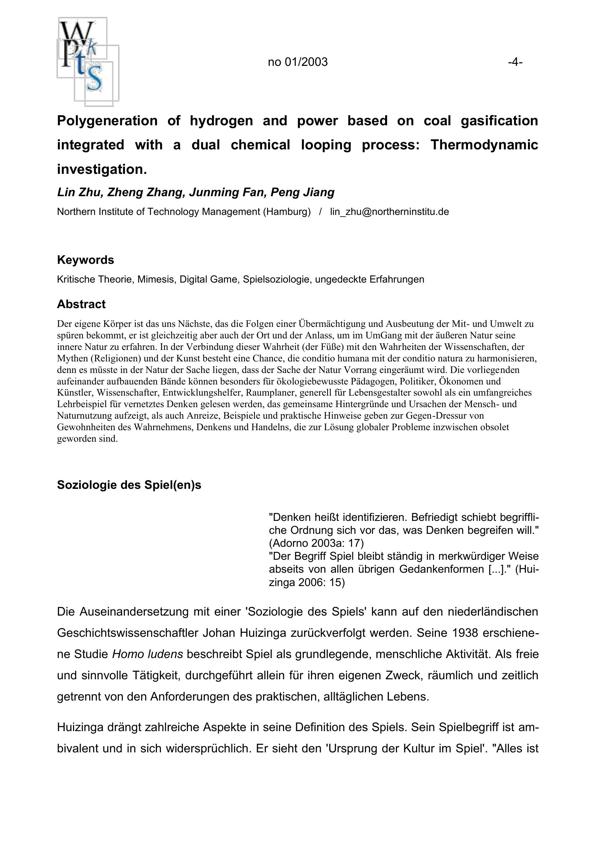 W
Pkt
S
no 01/2003 -4-
Polygeneration of hydrogen and power based on coal gasification
integrated with a dual chemical looping process: Thermodynamic
investigation.
Lin Zhu, Zheng Zhang, Junming Fan, Peng Jiang
Northern Institute of Technology Management (Hamburg) / lin_zhu@northerninstitu.de
Keywords
Kritische Theorie, Mimesis, Digital Game, Spielsoziologie, ungedeckte Erfahrungen
Abstract
Der eigene Körper ist das uns Nächste, das die Folgen einer Übermächtigung und Ausbeutung der Mit- und Umwelt zu
spüren bekommt, er ist gleichzeitig aber auch der Ort und der Anlass, um im UmGang mit der äußeren Natur seine
innere Natur zu erfahren. In der Verbindung dieser Wahrheit (der Füße) mit den Wahrheiten der Wissenschaften, der
Mythen (Religionen) und der Kunst besteht eine Chance, die conditio humana mit der conditio natura zu harmonisieren,
denn es müsste in der Natur der Sache liegen, dass der Sache der Natur Vorrang eingeräumt wird. Die vorliegenden
aufeinander aufbauenden Bände können besonders für ökologiebewusste Pädagogen, Politiker, Ökonomen und
Künstler, Wissenschafter, Entwicklungshelfer, Raumplaner, generell für Lebensgestalter sowohl als ein umfangreiches
Lehrbeispiel für vernetztes Denken gelesen werden, das gemeinsame Hintergründe und Ursachen der Mensch- und
Naturnutzung aufzeigt, als auch Anreize, Beispiele und praktische Hinweise geben zur Gegen-Dressur von
Gewohnheiten des Wahrnehmens, Denkens und Handelns, die zur Lösung globaler Probleme inzwischen obsolet
geworden sind.
Soziologie des Spiel(en)s
"Denken heißt identifizieren. Befriedigt schiebt begriffli-
che Ordnung sich vor das, was Denken begreifen will."
(Adorno 2003a: 17)
"Der Begriff Spiel bleibt ständig in merkwürdiger Weise
abseits von allen übrigen Gedankenformen [...]." (Hui-
zinga 2006: 15)
Die Auseinandersetzung mit einer 'Soziologie des Spiels' kann auf den niederländischen
Geschichtswissenschaftler Johan Huizinga zurückverfolgt werden. Seine 1938 erschiene-
ne Studie Homo ludens beschreibt Spiel als grundlegende, menschliche Aktivität. Als freie
und sinnvolle Tätigkeit, durchgeführt allein für ihren eigenen Zweck, räumlich und zeitlich
getrennt von den Anforderungen des praktischen, alltäglichen Lebens.
Huizinga drängt zahlreiche Aspekte in seine Definition des Spiels. Sein Spielbegriff ist am-
bivalent und in sich widersprüchlich. Er sieht den 'Ursprung der Kultur im Spiel'. "Alles ist